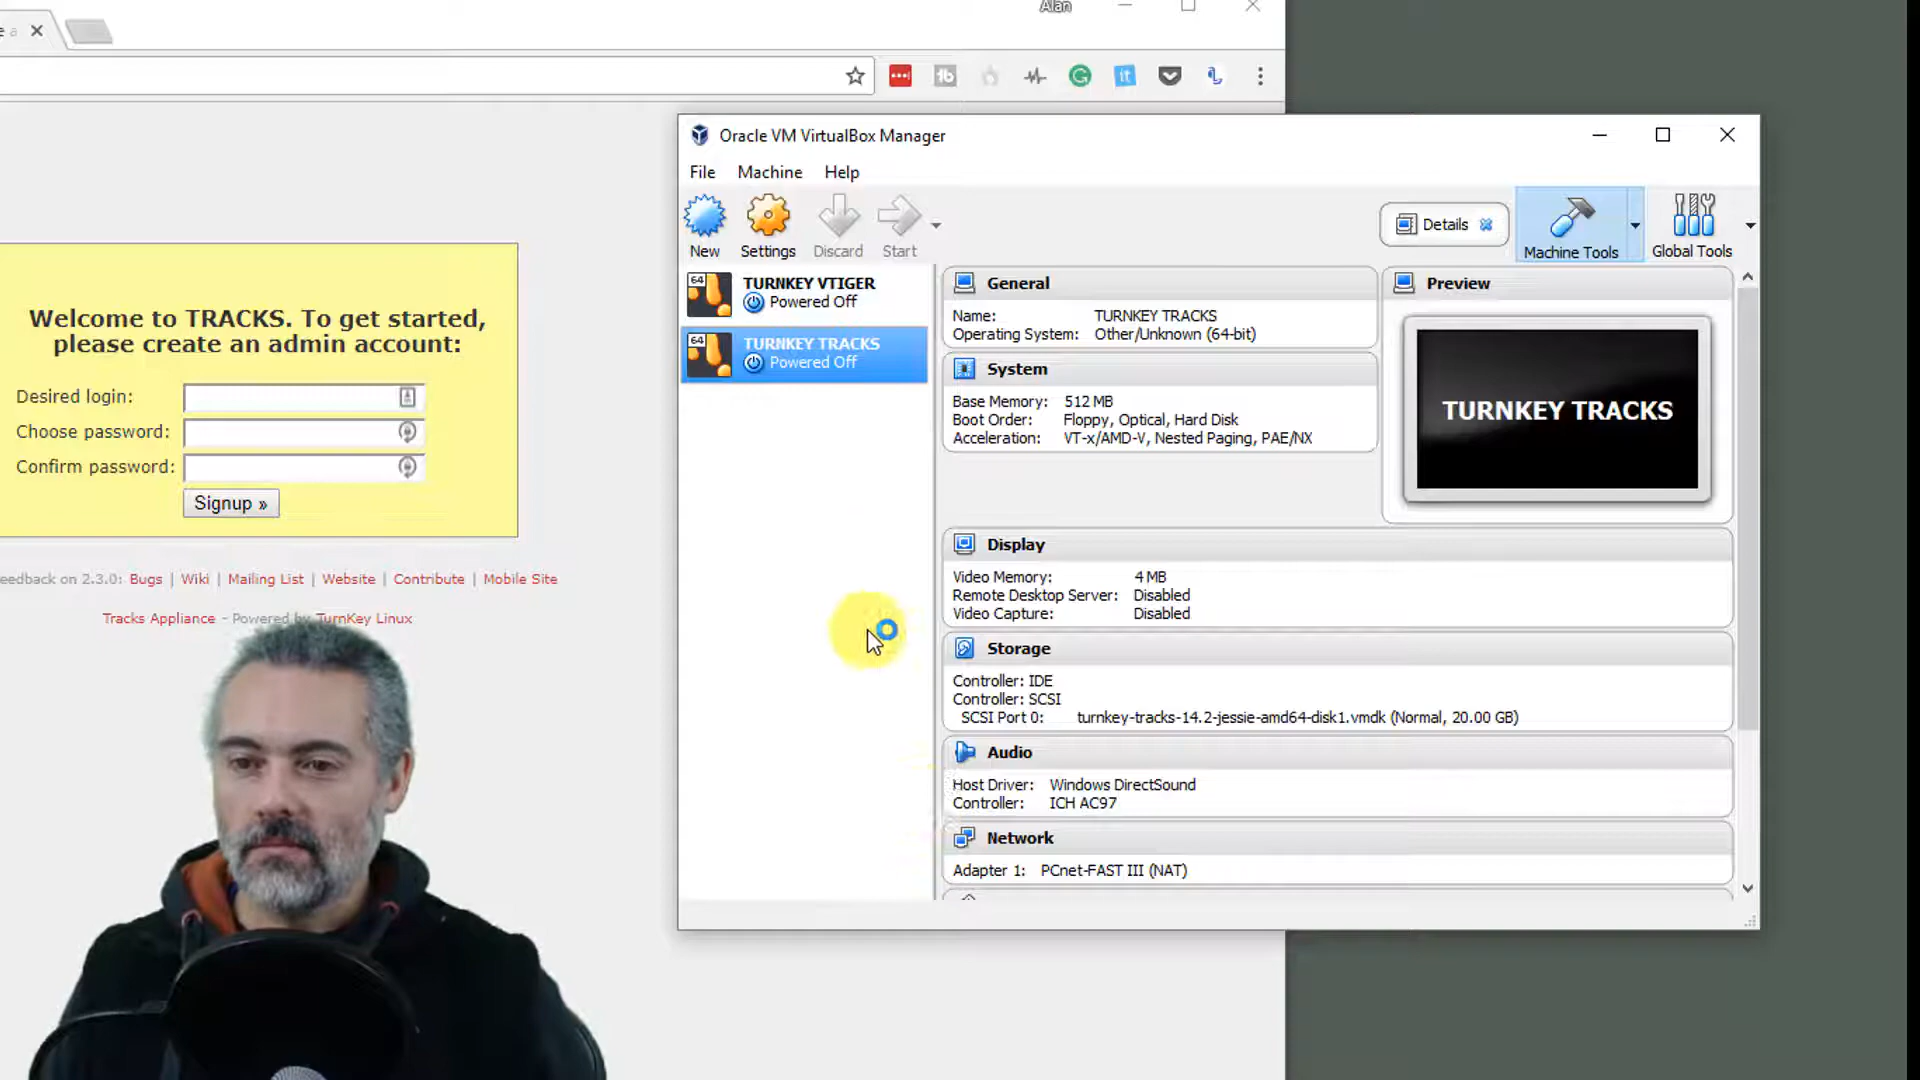 Alan
e a
Oracle VM VirtualBox Manager
File Machine Help
New Settings Discard Start
Details
Machine Tools
Global Tools
64
TURNKEY VTIGER
Powered Off
64
TURNKEY TRACKS
Powered Off
General
Name: TURNKEY TRACKS
Operating System: Other/Unknown (64-bit)
System
Base Memory: 512 MB
Boot Order: Floppy, Optical, Hard Disk
Acceleration: VT-x/AMD-V, Nested Paging, PAE/NX
Preview
TURNKEY TRACKS
Display
Video Memory: 4 MB
Remote Desktop Server: Disabled
Video Capture: Disabled
Storage
Controller: IDE
Controller: SCSI
SCSI Port 0: turnkey-tracks-14.2-jessie-amd64-disk1.vmdk (Normal, 20.00 GB)
Audio
Host Driver: Windows DirectSound
Controller: ICH AC97
Network
Adapter 1: PCnet-FAST III (NAT)
Welcome to TRACKS. To get started,
please create an admin account:
Desired login:
Choose password:
Confirm password:
Signup »
eedback on 2.3.0: Bugs | Wiki | Mailing List | Website | Contribute | Mobile Site
Tracks Appliance - Powered by TurnKey Linux